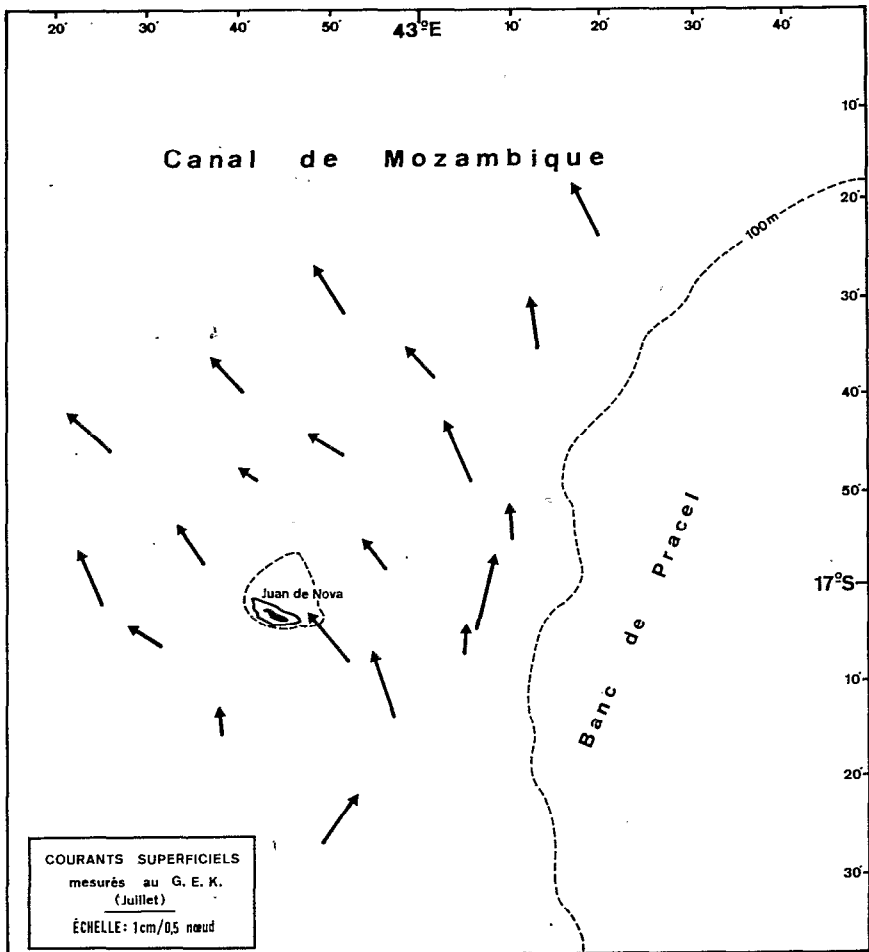 20´ 30´ 40´ 50´ 43°E 10´ 20´ 30´ 40´
10´
Canal de Mozambique
20´
100m
30´
40´
50´
Banc de Pracel
17°S
Juan de Nova
10´
20´
30´
COURANTS SUPERFICIELS
mesurés au G. E. K.
(Juillet)
ÉCHELLE: 1cm/0,5 nœud